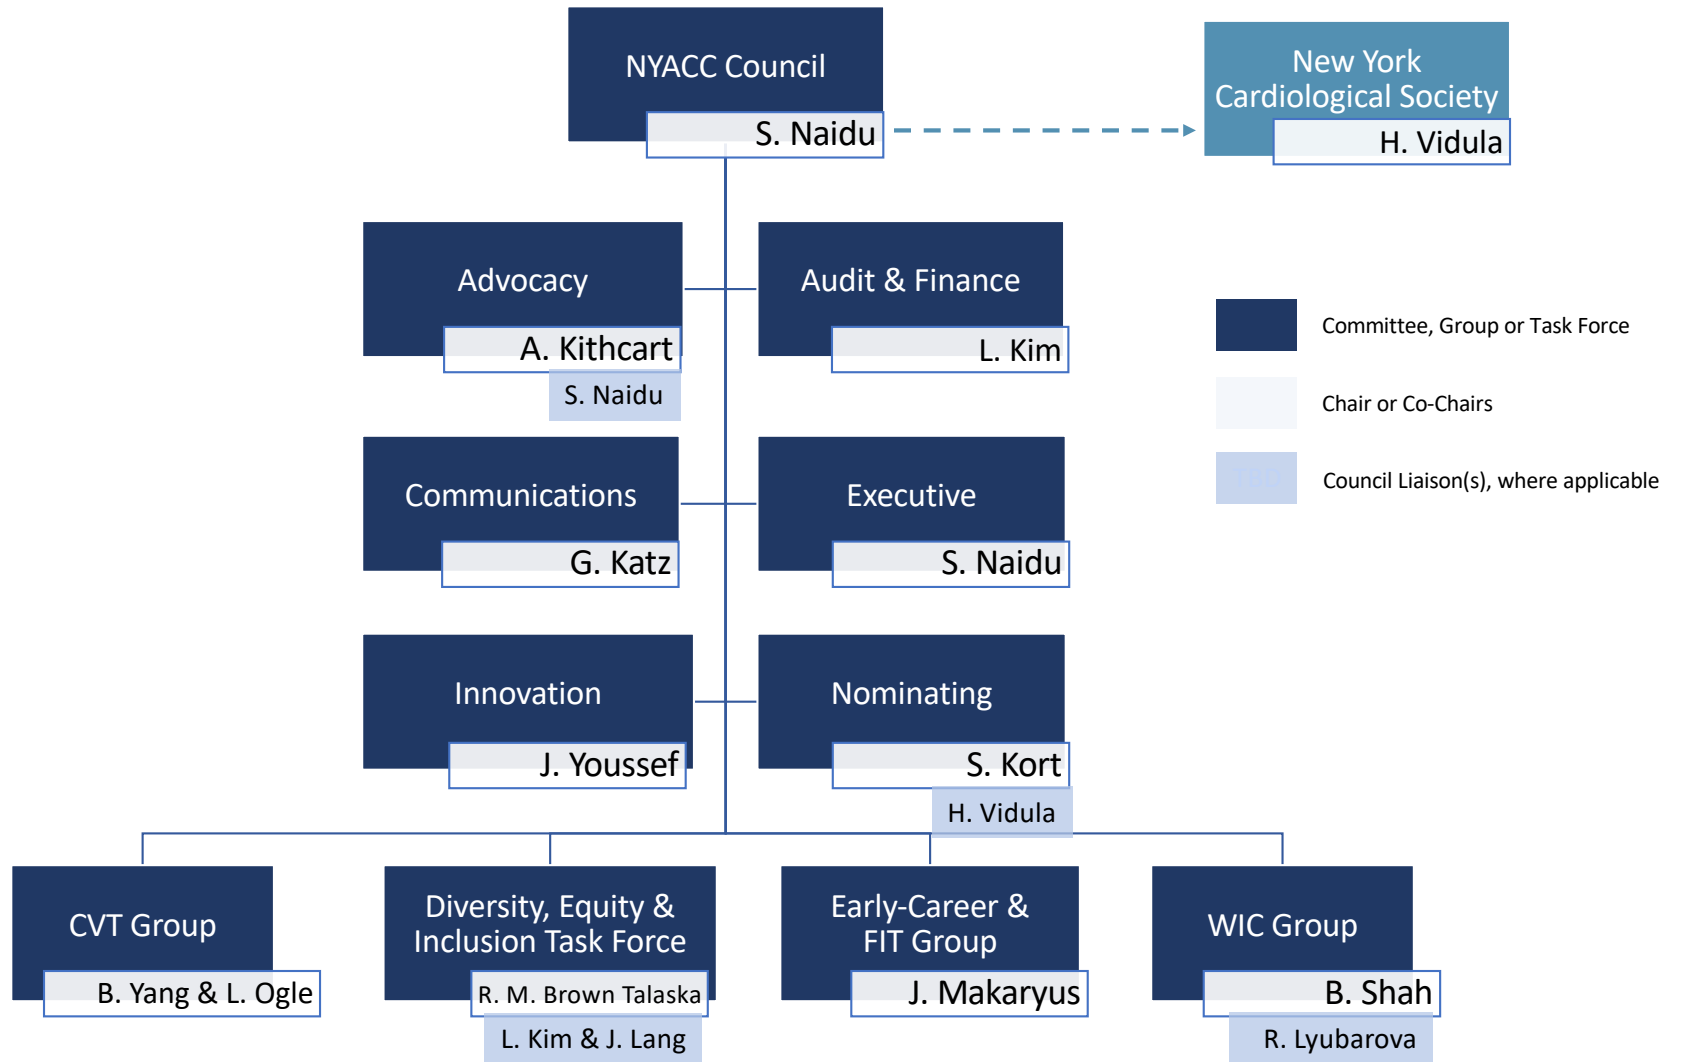 NYACC Council
S. Naidu
New York
Cardiological Society
H. Vidula
Advocacy
A. Kithcart
S. Naidu
Audit & Finance
L. Kim
Committee, Group or Task Force
Chair or Co-Chairs
TBD
Council Liaison(s), where applicable
Communications
G. Katz
Executive
S. Naidu
Innovation
J. Youssef
Nominating
S. Kort
H. Vidula
CVT Group
B. Yang & L. Ogle
Diversity, Equity &
Inclusion Task Force
R. M. Brown Talaska
L. Kim & J. Lang
Early-Career &
FIT Group
J. Makaryus
WIC Group
B. Shah
R. Lyubarova